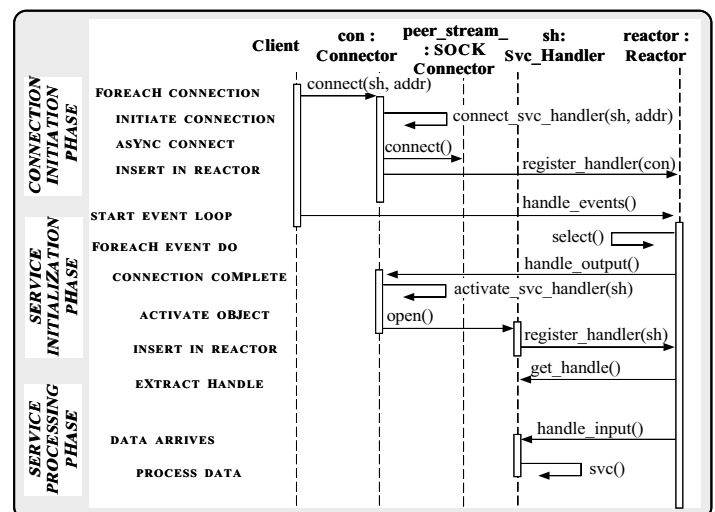 Client
con :
Connector
peer_stream_
: SOCK
Connector
sh:
Svc_Handler
reactor :
Reactor
CONNECTION
INITIATION
PHASE
FOREACH CONNECTION
connect(sh, addr)
INITIATE CONNECTION
connect_svc_handler(sh, addr)
ASYNC CONNECT
connect()
INSERT IN REACTOR
register_handler(con)
SERVICE
INITIALIZATION
PHASE
START EVENT LOOP
handle_events()
FOREACH EVENT DO
select()
CONNECTION COMPLETE
handle_output()
activate_svc_handler(sh)
ACTIVATE OBJECT
open()
INSERT IN REACTOR
register_handler(sh)
EXTRACT HANDLE
get_handle()
SERVICE
PROCESSING
PHASE
DATA ARRIVES
handle_input()
PROCESS DATA
svc()